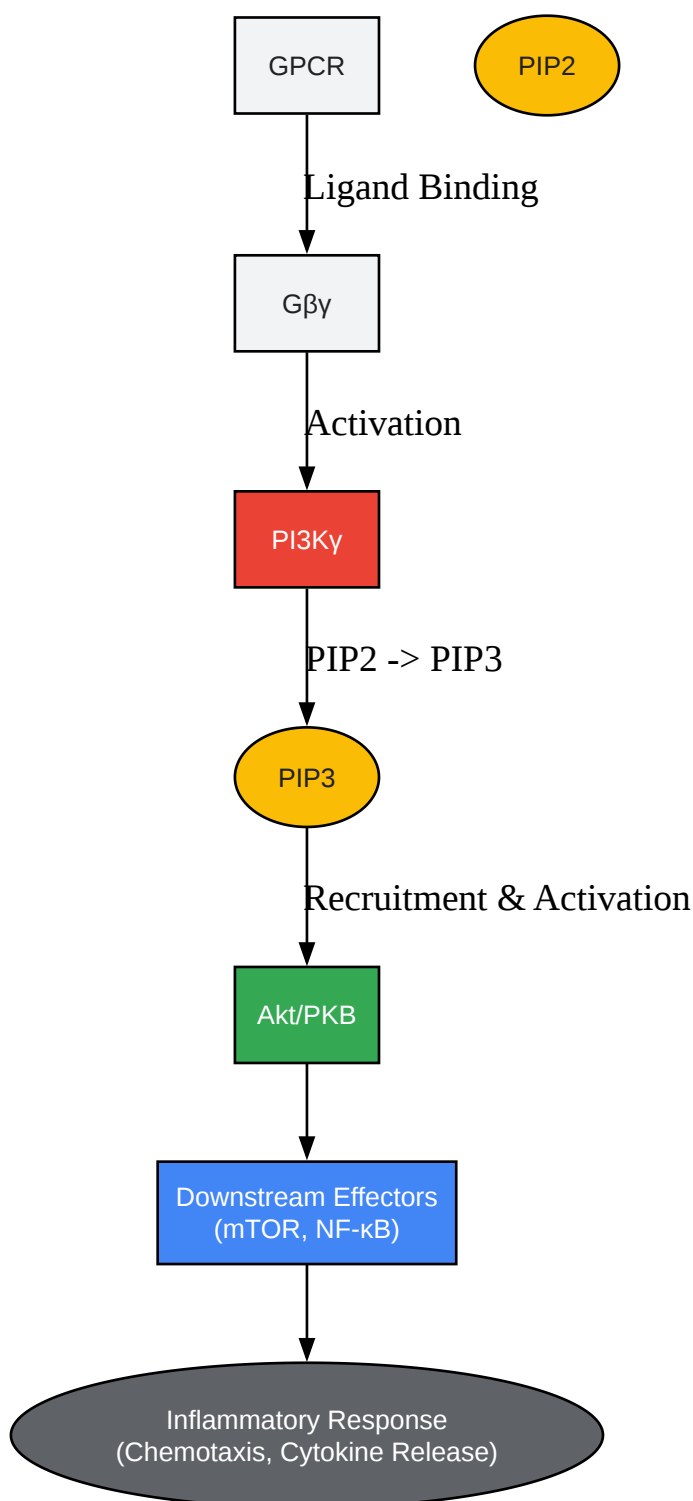 GPCR
PIP2
Ligand Binding
Gβγ
Activation
PI3Kγ
PIP2 -> PIP3
PIP3
Recruitment & Activation
Akt/PKB
Downstream Effectors
(mTOR, NF-κB)
Inflammatory Response
(Chemotaxis, Cytokine Release)